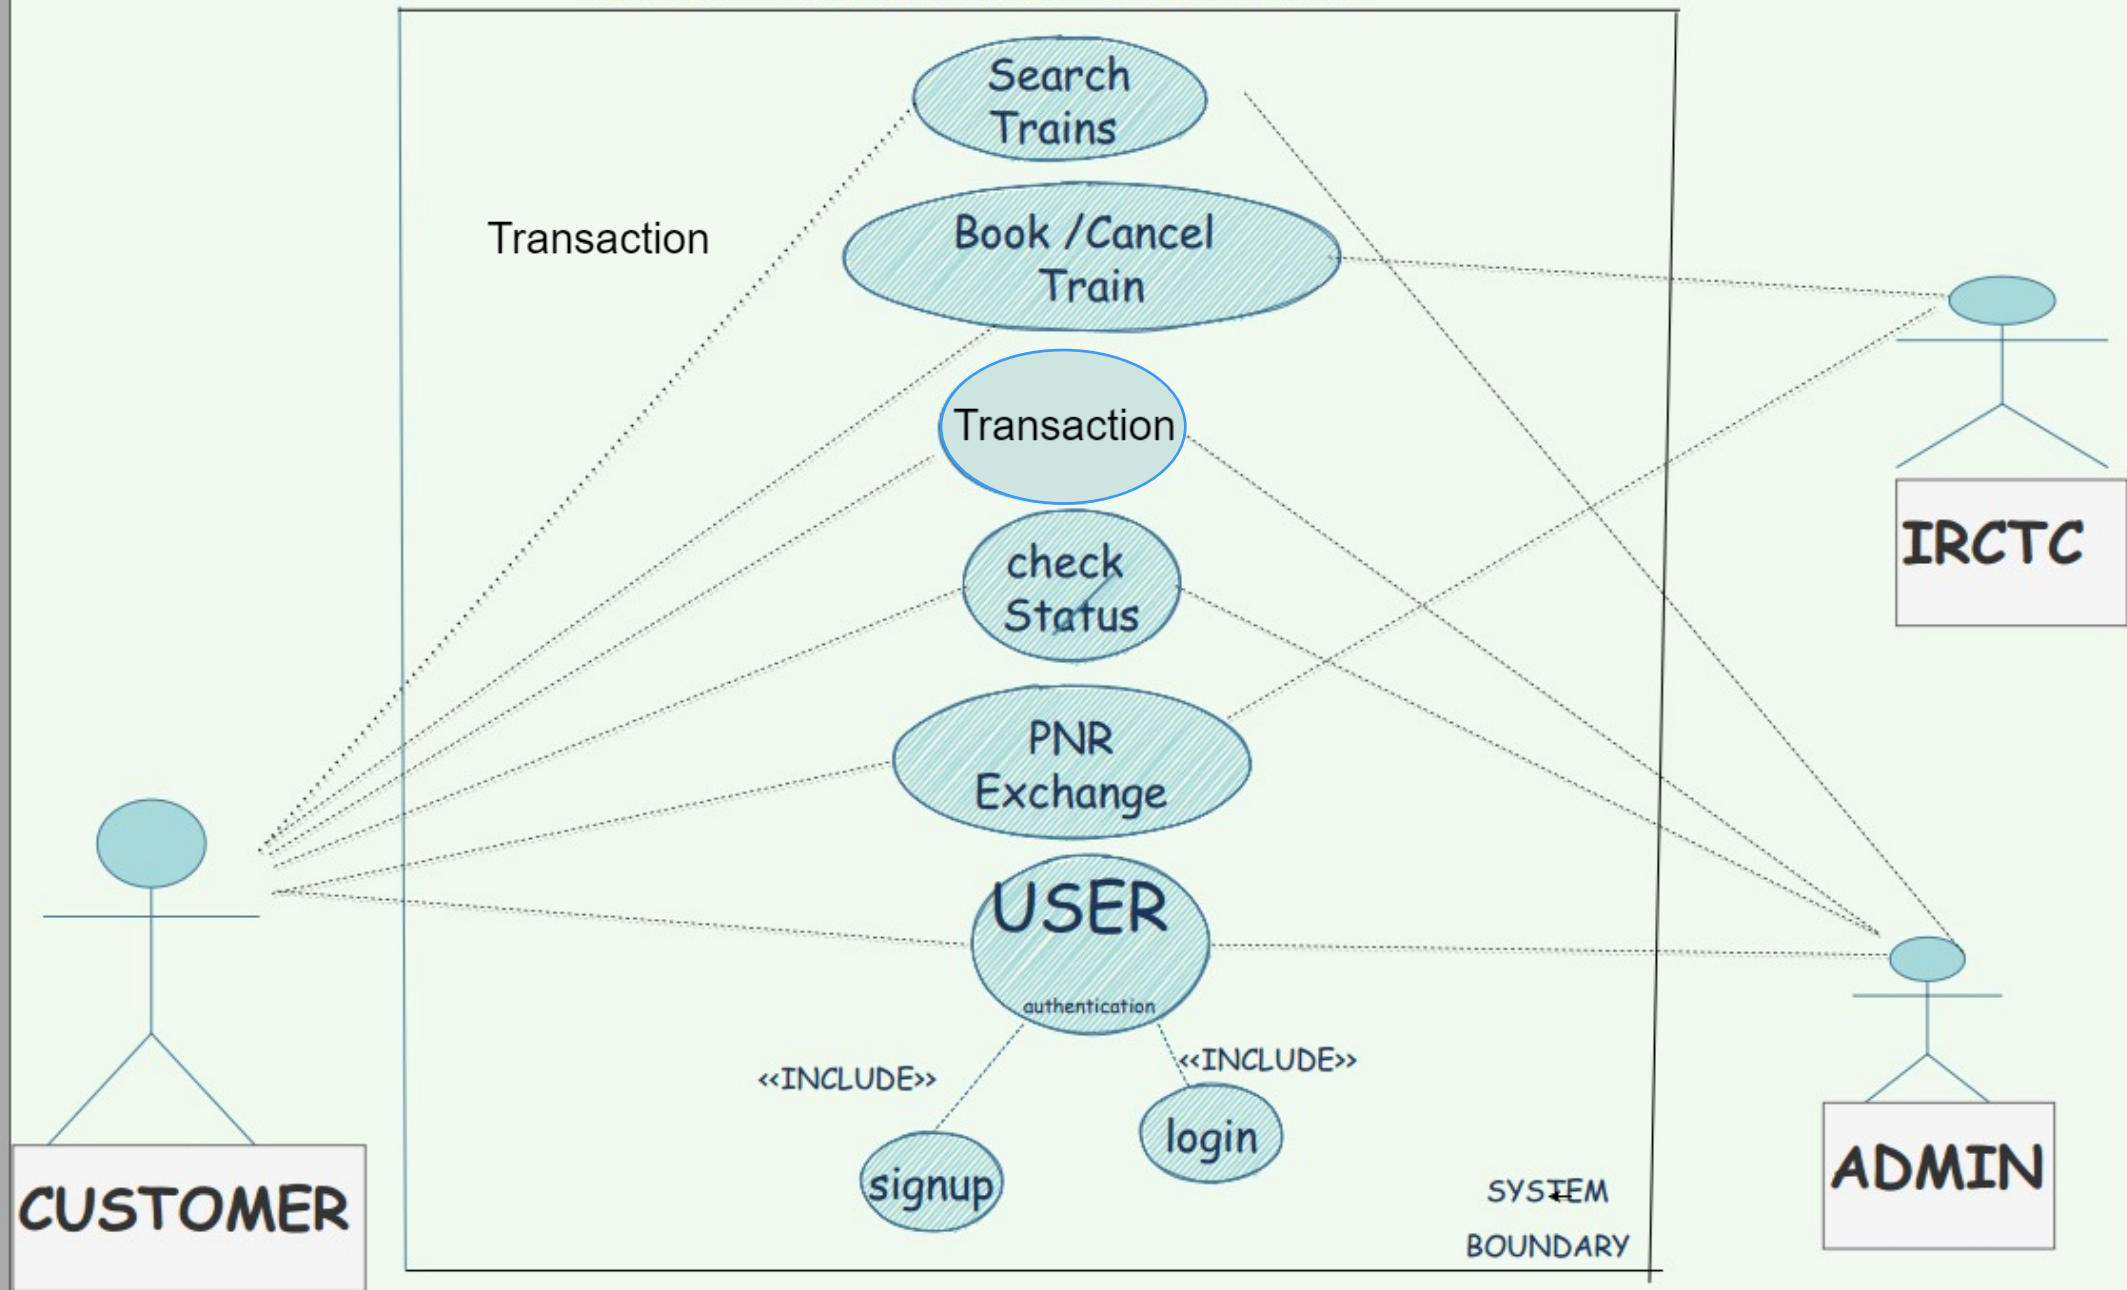 Search
Trains
Transaction
Book /Cancel
Train
Transaction
check
Status
IRCTC
PNR
Exchange
USER
authentication
<<INCLUDE>>
<<INCLUDE>>
login
signup
CUSTOMER
ADMIN
SYSTEM
BOUNDARY